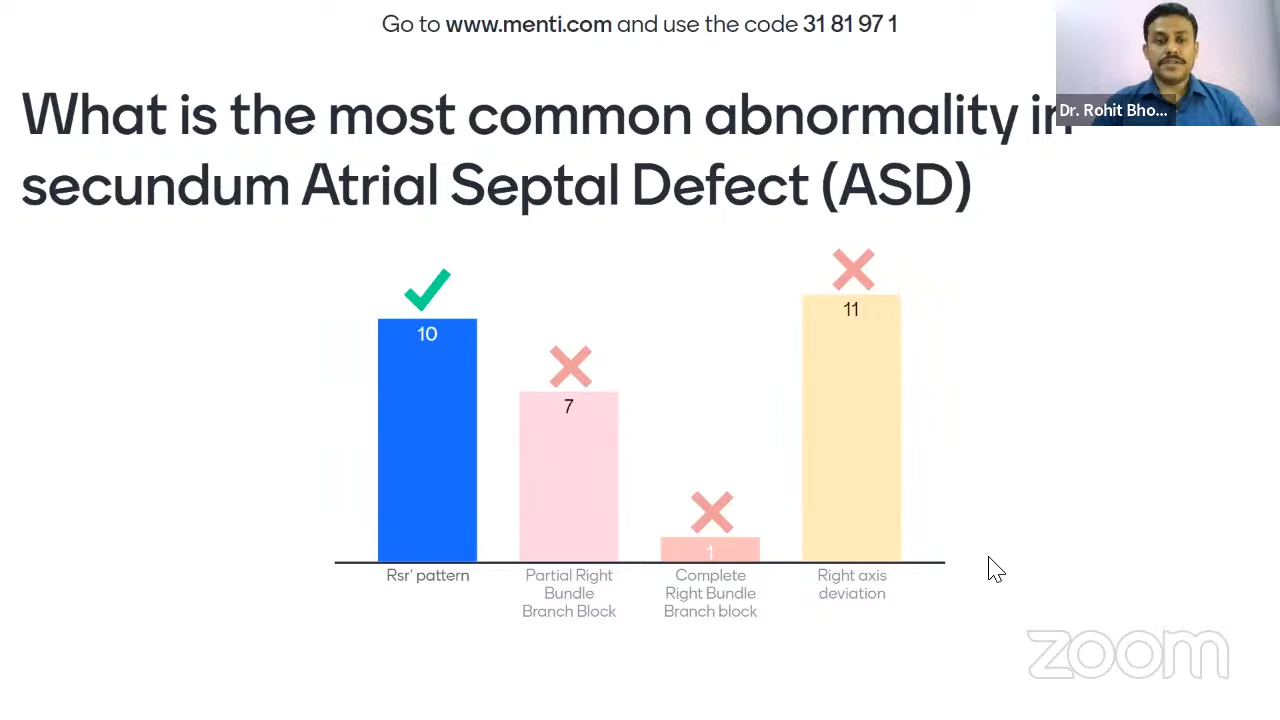 Go to www.menti.com and use the code 31 81 97 1
Dr. Rohit Bho...
What is the most common abnormality in
secundum Atrial Septal Defect (ASD)
10
7
1
11
Rsr' pattern
Partial Right
Bundle
Branch Block
Complete
Right Bundle
Branch block
Right axis
deviation
zoom